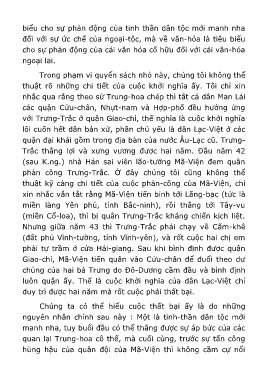 biểu cho sự phản động của tinh thần dân tộc mới manh nha
đối với sự ức chế của ngoại-tộc, mà về văn-hóa là tiêu biểu
cho sự phản động của cái văn hóa cố hữu đối với cái văn-hóa
ngoại lai.
Trong phạm vi quyển sách nhỏ này, chúng tôi không thể
thuật rõ những chi tiết của cuộc khởi nghĩa ấy. Tôi chỉ xin
nhắc qua rằng theo sử Trung-hoa chép thì tất cả dân Man Lái
các quận Cửu-chân, Nhựt-nam và Hợp-phố đều hưởng ứng
với Trưng-Trắc ở quận Giao-chỉ, thế nghĩa là cuộc khởi nghĩa
lôi cuốn hết dân bản xứ, phần chủ yếu là dân Lạc-Việt ở các
quận đại khái gồm trong địa bàn của nước Âu-Lạc cũ. Trưng-
Trắc thắng lợi và xưng vương được hai năm. Đầu năm 42
(sau K.ng.) nhà Hán sai viên lão-tướng Mã-Viện đem quân
phản công Trưng-Trắc. Ở đây chúng tôi cũng không thể
thuật kỹ càng chi tiết của cuộc phản-công của Mã-Viện, chỉ
xin nhắc vắn tắt rằng Mã-Viện tiến binh tới Lãng-bạc (tức là
miền làng Yên phú, tỉnh Bắc-ninh), rồi thẳng tới Tây-vu
(miền Cổ-loa), thì bị quân Trưng-Trắc kháng chiến kịch liệt.
Nhưng giữa năm 43 thì Trưng-Trắc phải chạy về Cấm-khê
(đất phủ Vĩnh-tường, tỉnh Vĩnh-yên), và rốt cuộc hai chị em
phải tự trầm ở cửa Hát-giang. Sau khi bình định được quận
Giao-chỉ, Mã-Viện tiến quân vào Cửu-chân để đuổi theo dư
chúng của hai bà Trưng do Đô-Dương cầm đầu và bình định
luôn quận ấy. Thế là cuộc khởi nghĩa của dân Lạc-Việt chỉ
duy trì được hai năm mà rốt cuộc phải thất bại.
Chúng ta có thể hiểu cuộc thất bại ấy là do những
nguyên nhân chính sau này : Một là tinh-thần dân tộc mới
manh nha, tuy buổi đầu có thể thắng được sự áp bức của các
quan lại Trung-hoa cô thế, mà cuối cùng, trước sự tấn công
hùng hậu của quân đội của Mã-Viện thì không cầm cự nổi